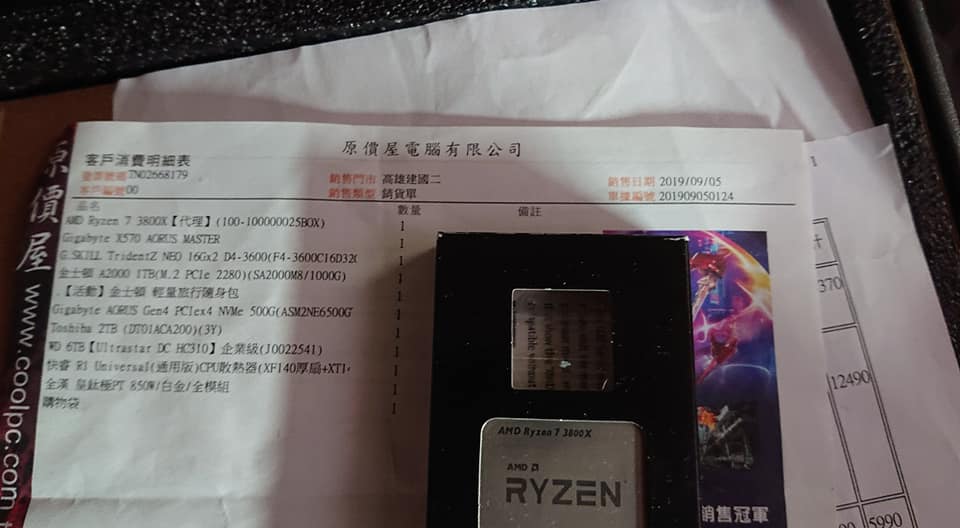 原價屋電腦有限公司
客戶消費明細表
發票號碼 TN02668179 銷售門市 高雄建國二 銷售日期 2019/09/05
客戶編號 00 銷售類型 銷貨單 單據編號 201909050124
品名 數量 備註
AMD Ryzen 7 3800X【代理】(100-100000025BOX) 1
Gigabyte X570 AORUS MASTER 1
G.SKILL TridentZ NEO 16Gx2 D4-3600(F4-3600C16D32G 1
金士頓 A2000 1TB(M.2 PCIe 2280)(SA2000M8/1000G) 1
.【活動】金士頓 輕量旅行隨身包 1
Gigabyte AORUS Gen4 PCIex4 NVMe 500G(ASM2NE6500G 1
Toshiba 2TB (DT01ACA200)(3Y) 1
WD 6TB【Ultrastar DC HC310】企業級(J0022541) 1
快睿 R1 Universal(通用版)CPU散熱器(XF140厚扇+XT1 1
全漢 皇鈦極PT 850W/白金/全模組 1
購物袋 1
原價屋 www.coolpc.com.t
AMD Ryzen 7 3800X
AMD
RYZEN
銷售冠軍
1
370
12490
5990